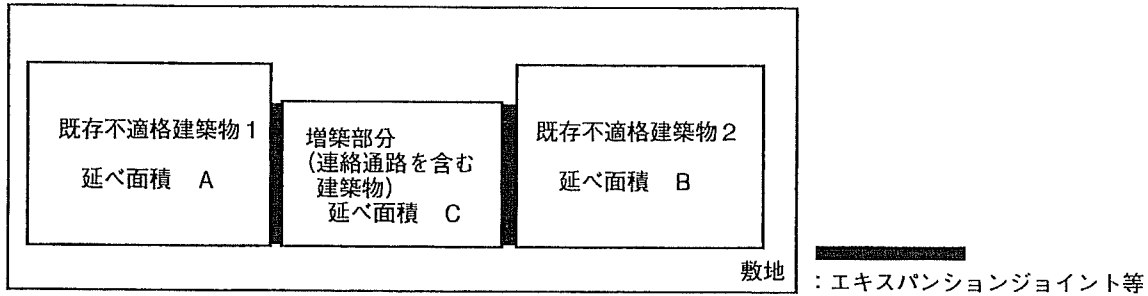 既存不適格建築物1
延べ面積 A
増築部分
(連絡通路を含む
建築物)
延べ面積 C
既存不適格建築物2
延べ面積 B
敷地
:エキスパンションジョイント等